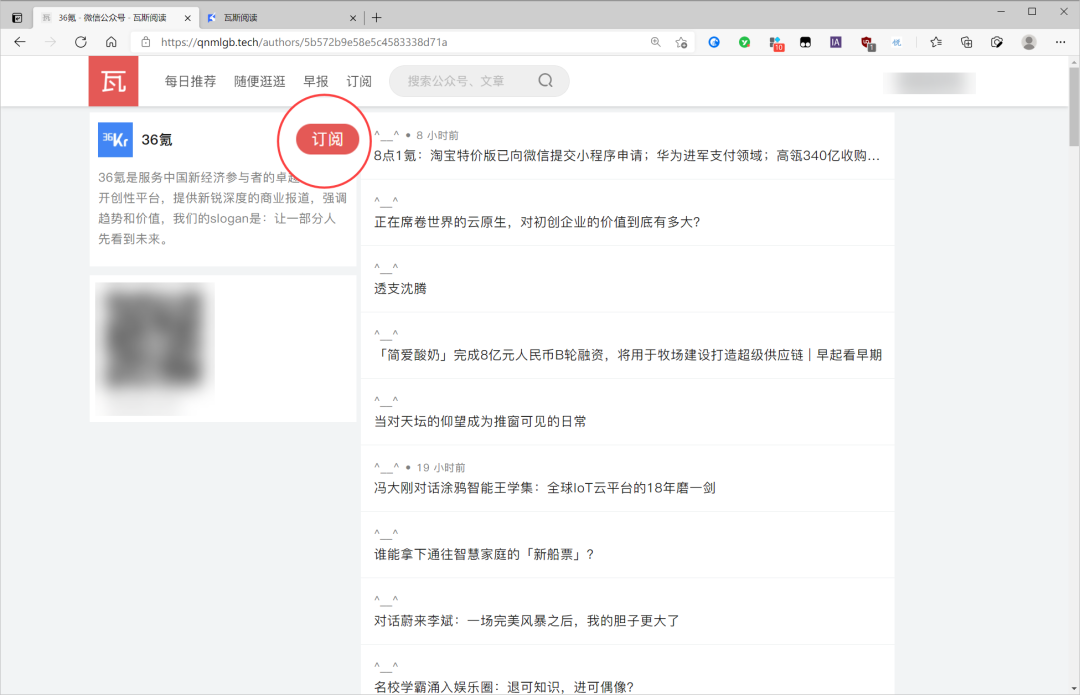 36氪 · 微信公众号 · 瓦斯阅读
瓦斯阅读
https://qnmlgb.tech/authors/5b572b9e58e5c4583338d71a
10
IA
1
瓦
每日推荐
随便逛逛
早报
订阅
搜索公众号、文章
36Kr
36氪
订阅
36氪是服务中国新经济参与者的卓越
开创性平台，提供新锐深度的商业报道，强调
趋势和价值，我们的slogan是：让一部分人
先看到未来。
^__^ • 8 小时前
8点1氪：淘宝特价版已向微信提交小程序申请；华为进军支付领域；高瓴340亿收购...
^__^
正在席卷世界的云原生，对初创企业的价值到底有多大?
^__^
透支沈腾
^__^
「简爱酸奶」完成8亿元人民币B轮融资，将用于牧场建设打造超级供应链 | 早起看早期
^__^
当对天坛的仰望成为推窗可见的日常
^__^ • 19 小时前
冯大刚对话涂鸦智能王学集：全球IoT云平台的18年磨一剑
^__^
谁能拿下通往智慧家庭的「新船票」?
^__^
对话蔚来李斌：一场完美风暴之后，我的胆子更大了
^__^
名校学霸涌入娱乐圈：退可知识，进可偶像?